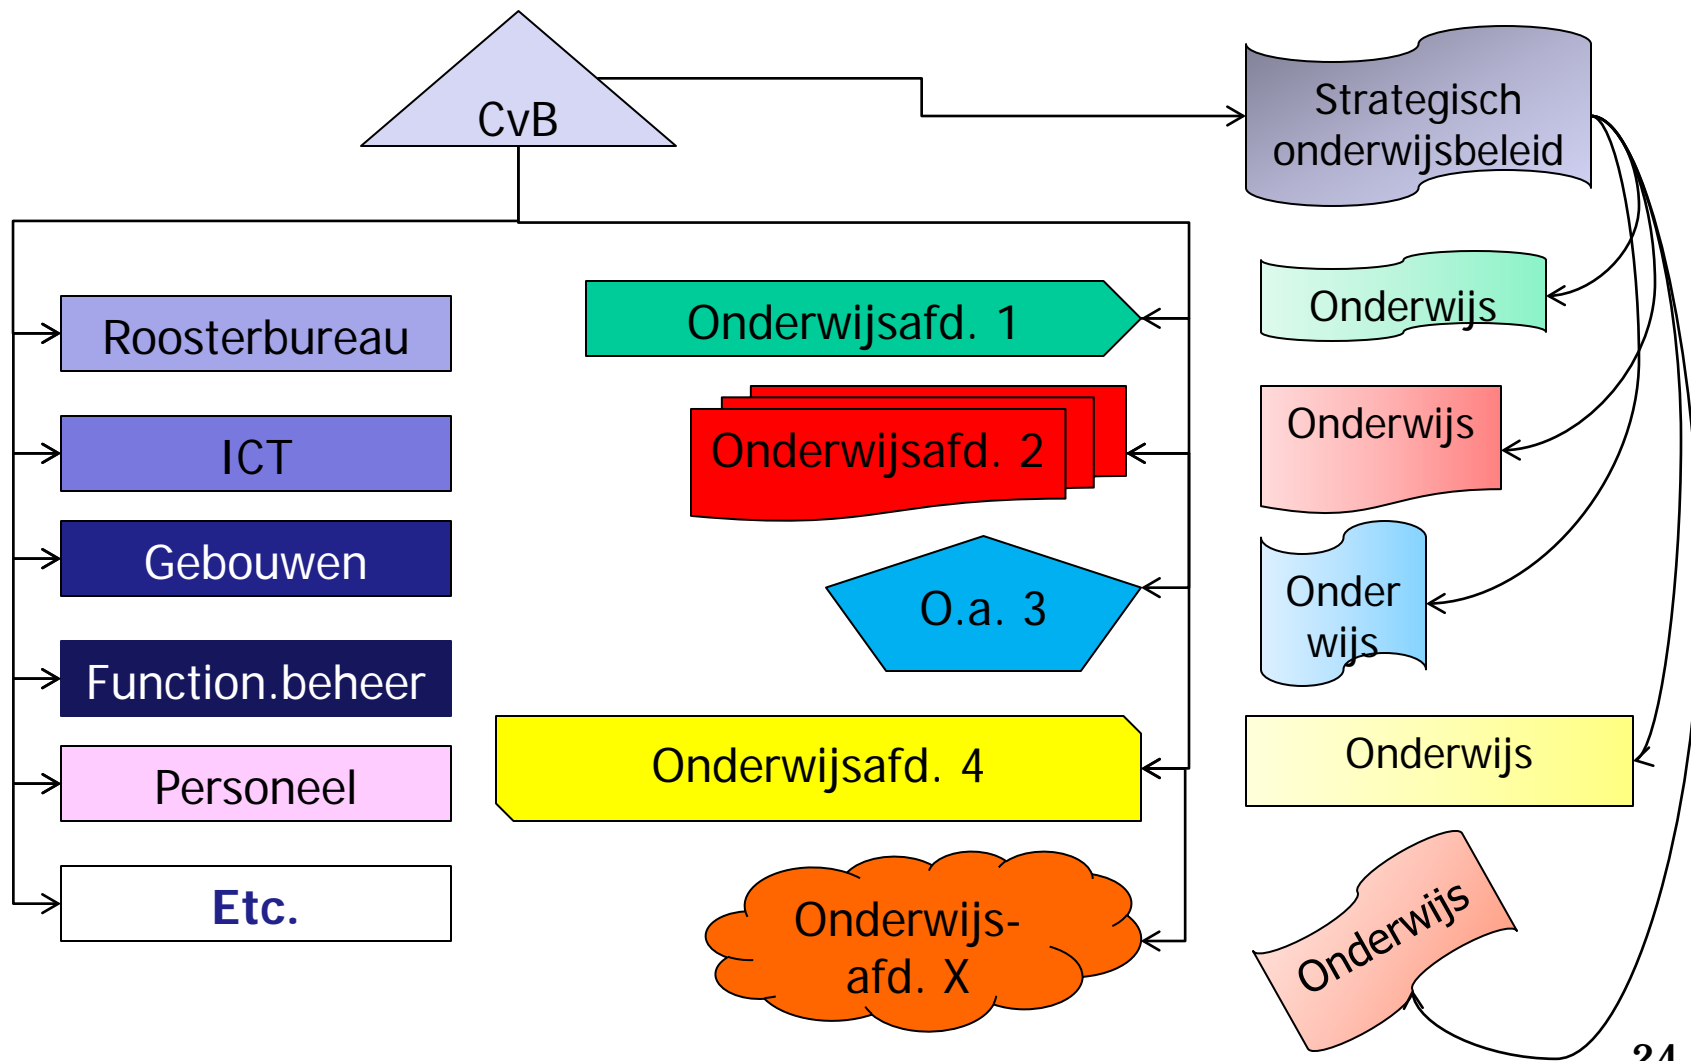 CvB
Strategisch
onderwijsbeleid
Roosterbureau
ICT
Gebouwen
Function.beheer
Personeel
Etc.
Onderwijsafd. 1
Onderwijsafd. 2
O.a. 3
Onderwijsafd. 4
Onderwijs-
afd. X
Onderwijs
Onderwijs
Onder
wijs
Onderwijs
Onderwijs
24